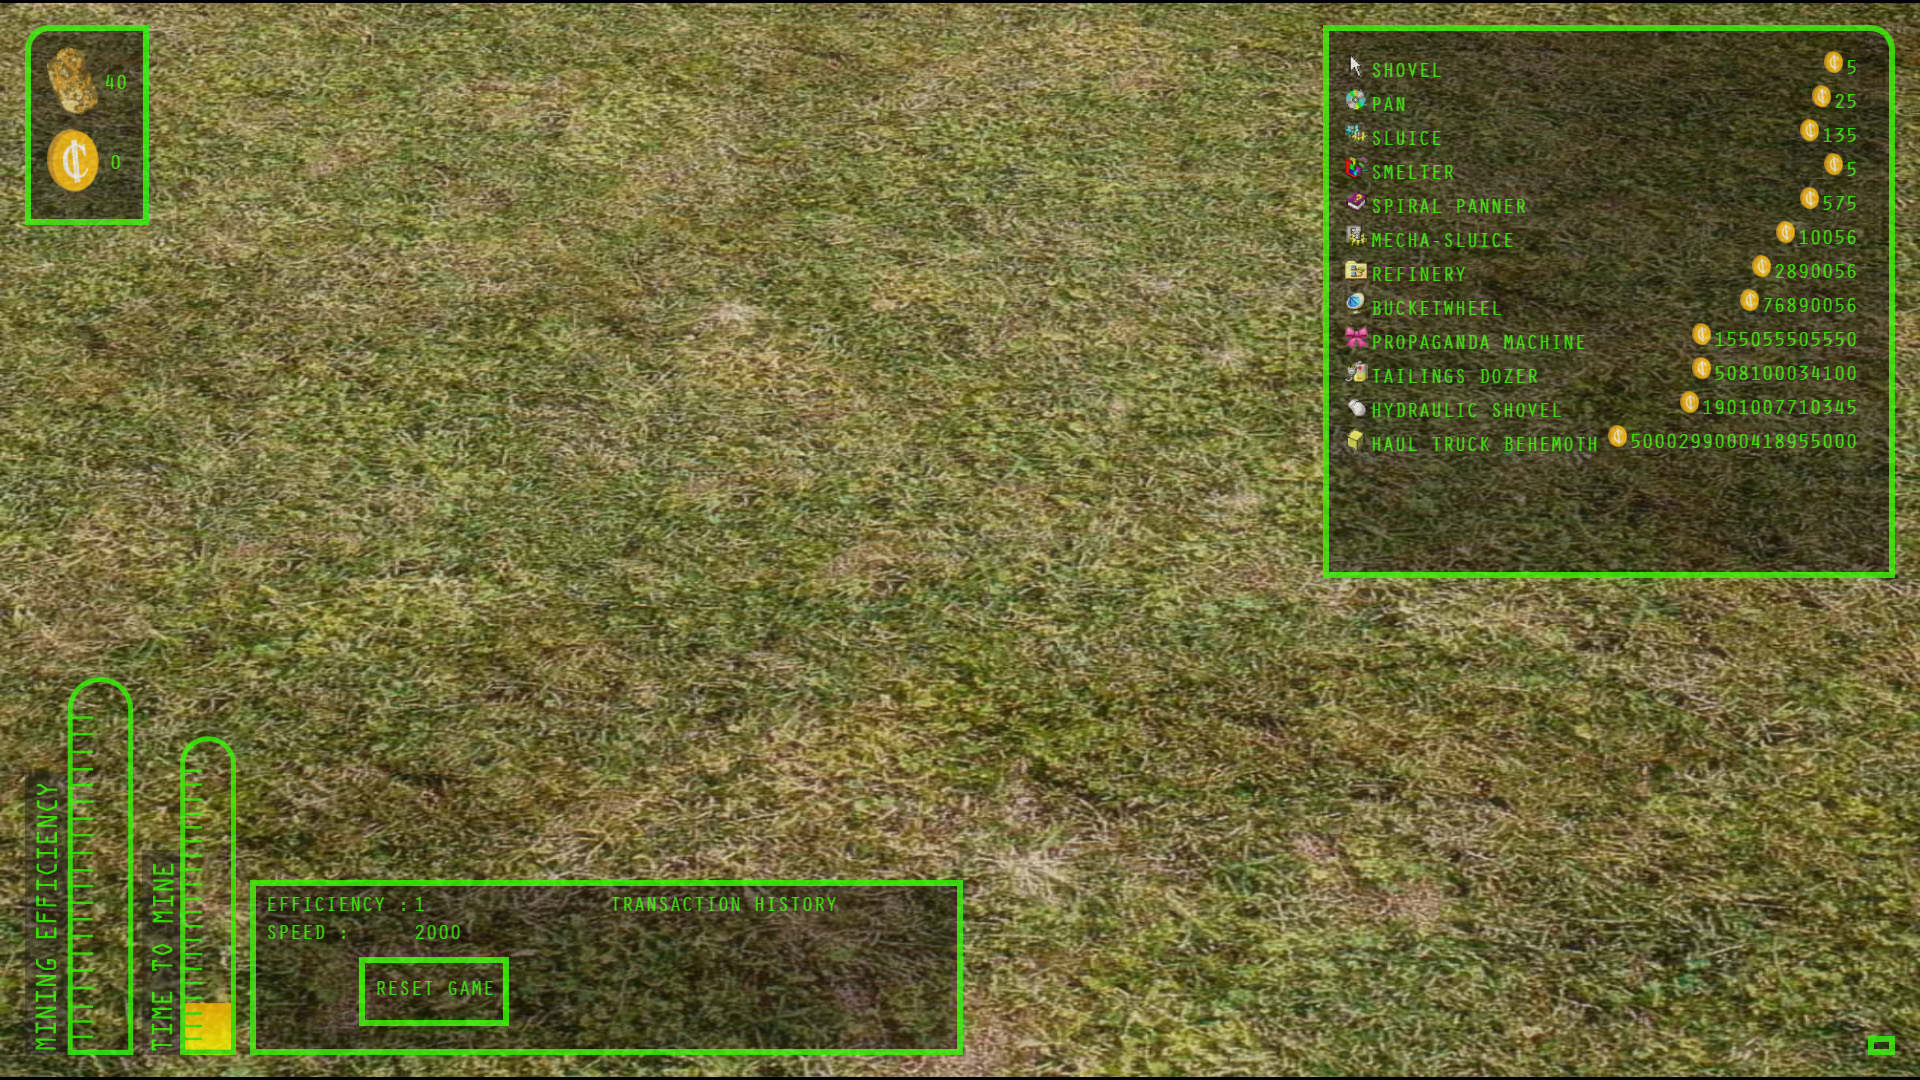 40
0
SHOVEL 5
PAN 25
SLUICE 135
SMELTER 5
SPIRAL PANNER 575
MECHA-SLUICE 10056
REFINERY 2890056
BUCKETWHEEL 76890056
PROPAGANDA MACHINE 155055505550
TAILINGS DOZER 508100034100
HYDRAULIC SHOVEL 1901007710345
HAUL TRUCK BEHEMOTH 5000299000418955000
MINING EFFICIENCY
TIME TO MINE
EFFICIENCY : 1
SPEED : 2000
TRANSACTION HISTORY
RESET GAME